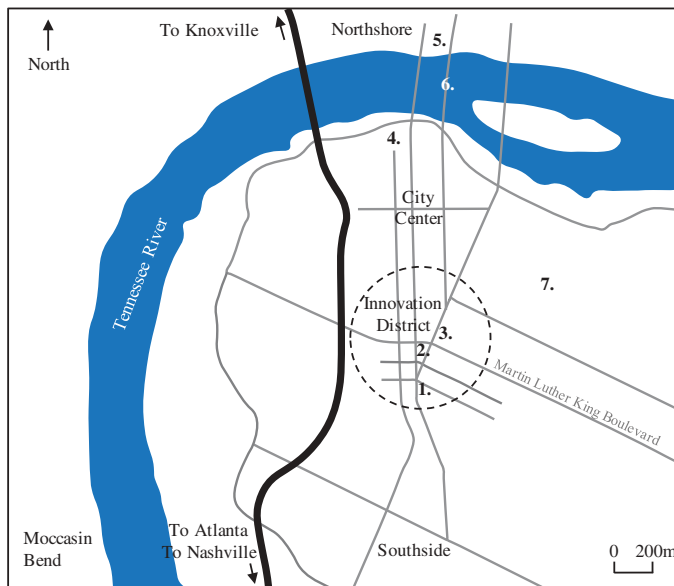 To Knoxville
Northshore
North
5.
6.
4.
City
Center
Tennessee River
7.
Innovation
District
3.
2.
1.
Martin Luther King Boulevard
Moccasin
Bend
To Atlanta
To Nashville
Southside
0 200m